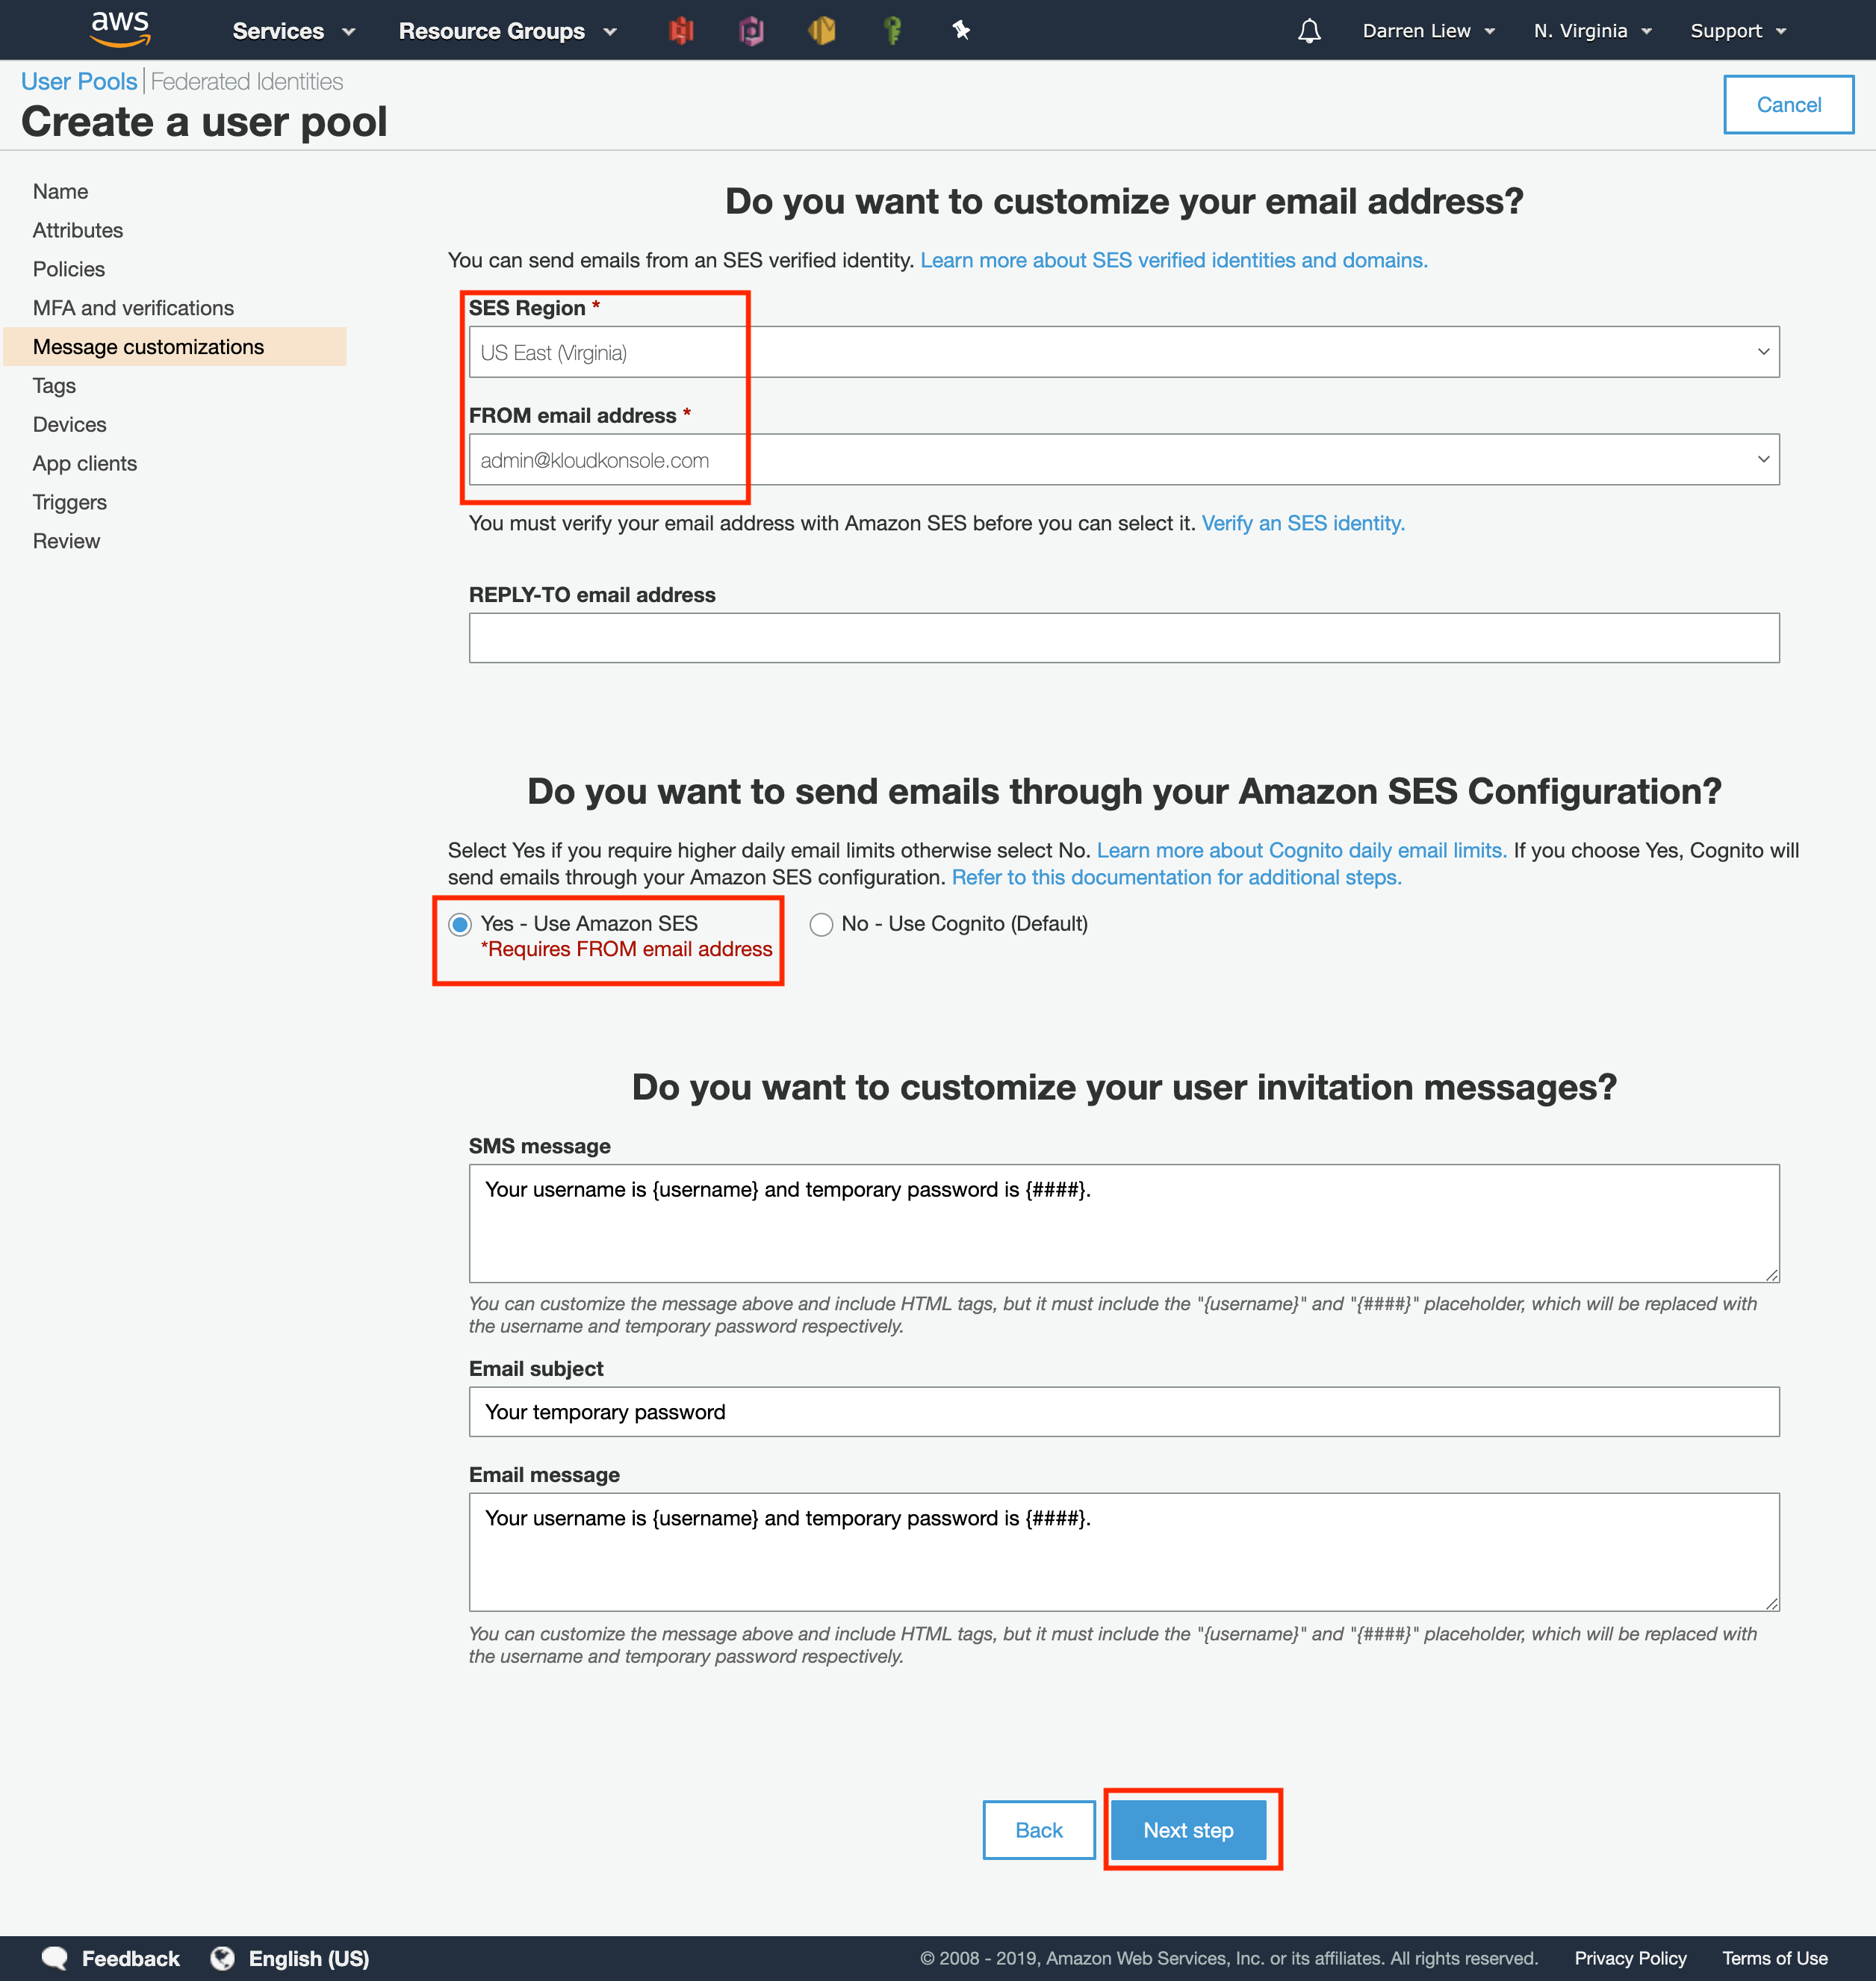 aws Services Resource Groups Darren Liew N. Virginia Support
User Pools Federated Identities
Create a user pool
Cancel
Name
Attributes
Policies
MFA and verifications
Message customizations
Tags
Devices
App clients
Triggers
Review
Do you want to customize your email address?
You can send emails from an SES verified identity. Learn more about SES verified identities and domains.
SES Region *
US East (Virginia)
FROM email address *
admin@kloudkonsole.com
You must verify your email address with Amazon SES before you can select it. Verify an SES identity.
REPLY-TO email address
Do you want to send emails through your Amazon SES Configuration?
Select Yes if you require higher daily email limits otherwise select No. Learn more about Cognito daily email limits. If you choose Yes, Cognito will
send emails through your Amazon SES configuration. Refer to this documentation for additional steps.
Yes - Use Amazon SES No - Use Cognito (Default)
*Requires FROM email address
Do you want to customize your user invitation messages?
SMS message
Your username is {username} and temporary password is {####}.
You can customize the message above and include HTML tags, but it must include the "{username}" and "{####}" placeholder, which will be replaced with
the username and temporary password respectively.
Email subject
Your temporary password
Email message
Your username is {username} and temporary password is {####}.
You can customize the message above and include HTML tags, but it must include the "{username}" and "{####}" placeholder, which will be replaced with
the username and temporary password respectively.
Back Next step
Feedback English (US) © 2008 - 2019, Amazon Web Services, Inc. or its affiliates. All rights reserved. Privacy Policy Terms of Use